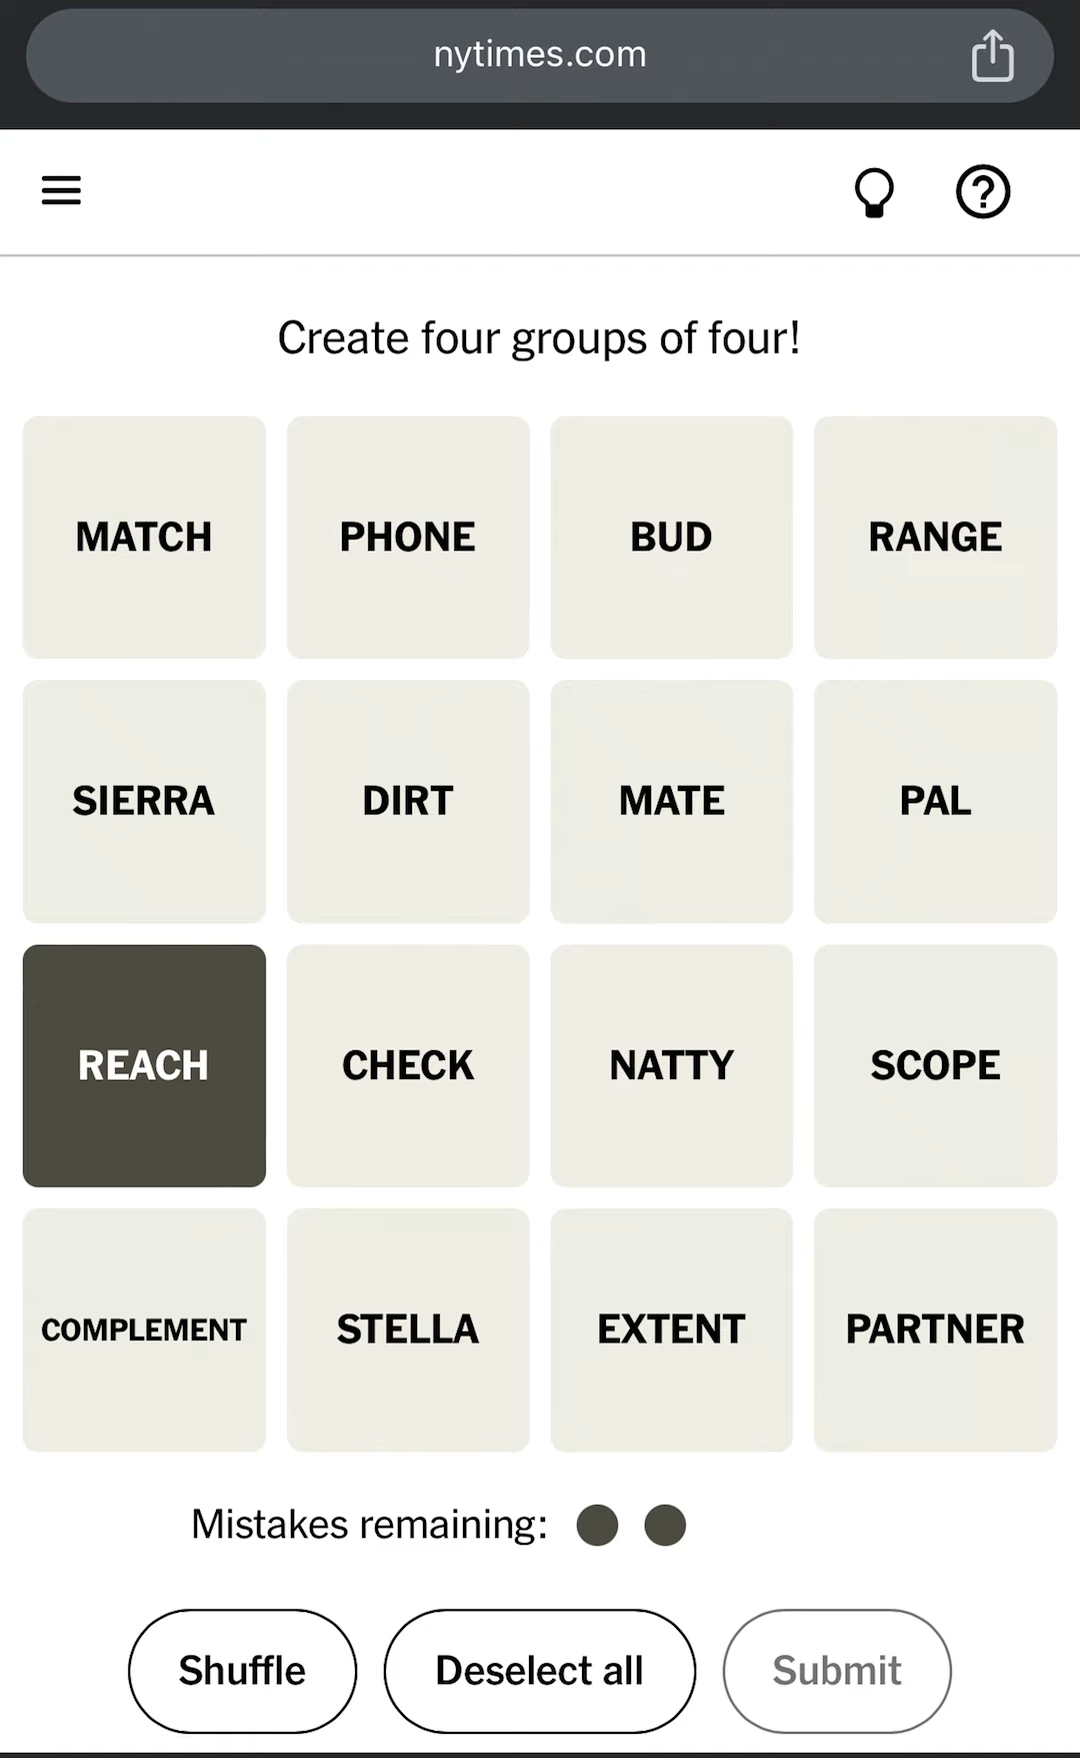 nytimes.com
Create four groups of four!
MATCH PHONE BUD RANGE
SIERRA DIRT MATE PAL
REACH CHECK NATTY SCOPE
COMPLEMENT STELLA EXTENT PARTNER
Mistakes remaining:
Shuffle Deselect all Submit